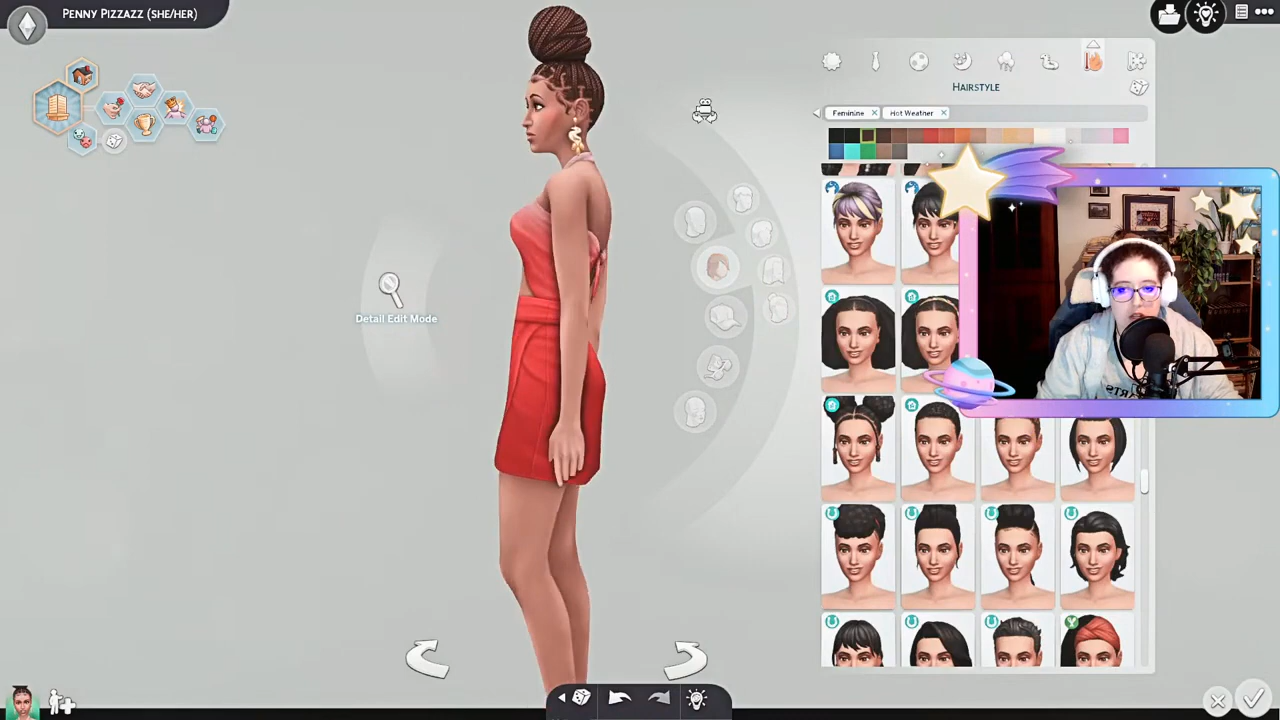 PENNY PIZZAZZ (SHE/HER)
HAIRSTYLE
Feminine X Hot Weather X
Detail Edit Mode